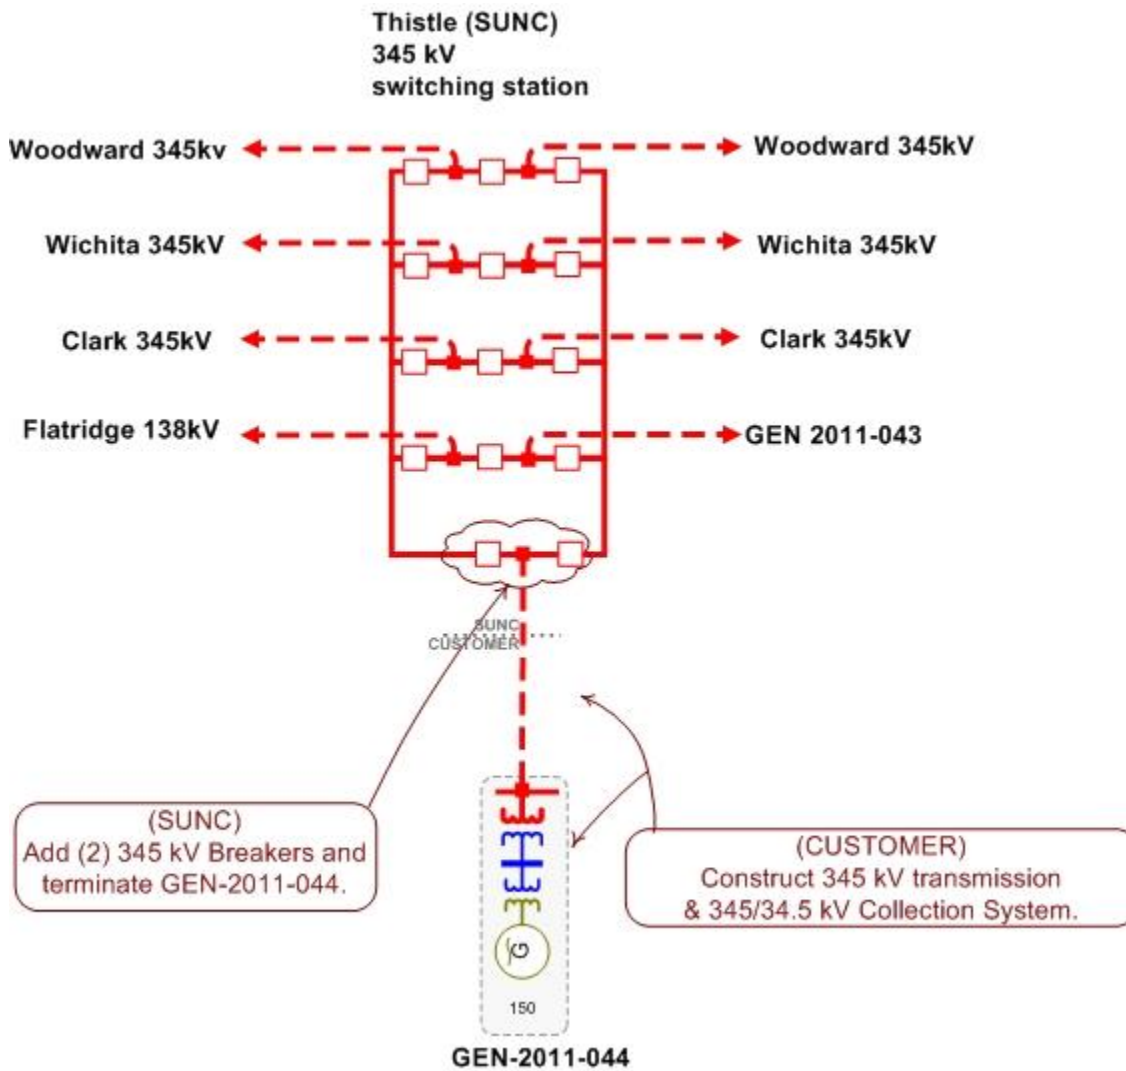 Thistle (SUNC)
345 kV
switching station
Woodward 345kv
Woodward 345kV
Wichita 345kV
Wichita 345kV
Clark 345kV
Clark 345kV
Flatridge 138kV
GEN 2011-043
SUNC
CUSTOMER
(SUNC)
Add (2) 345 kV Breakers and
terminate GEN-2011-044.
(CUSTOMER)
Construct 345 kV transmission
& 345/34.5 kV Collection System.
G
150
GEN-2011-044